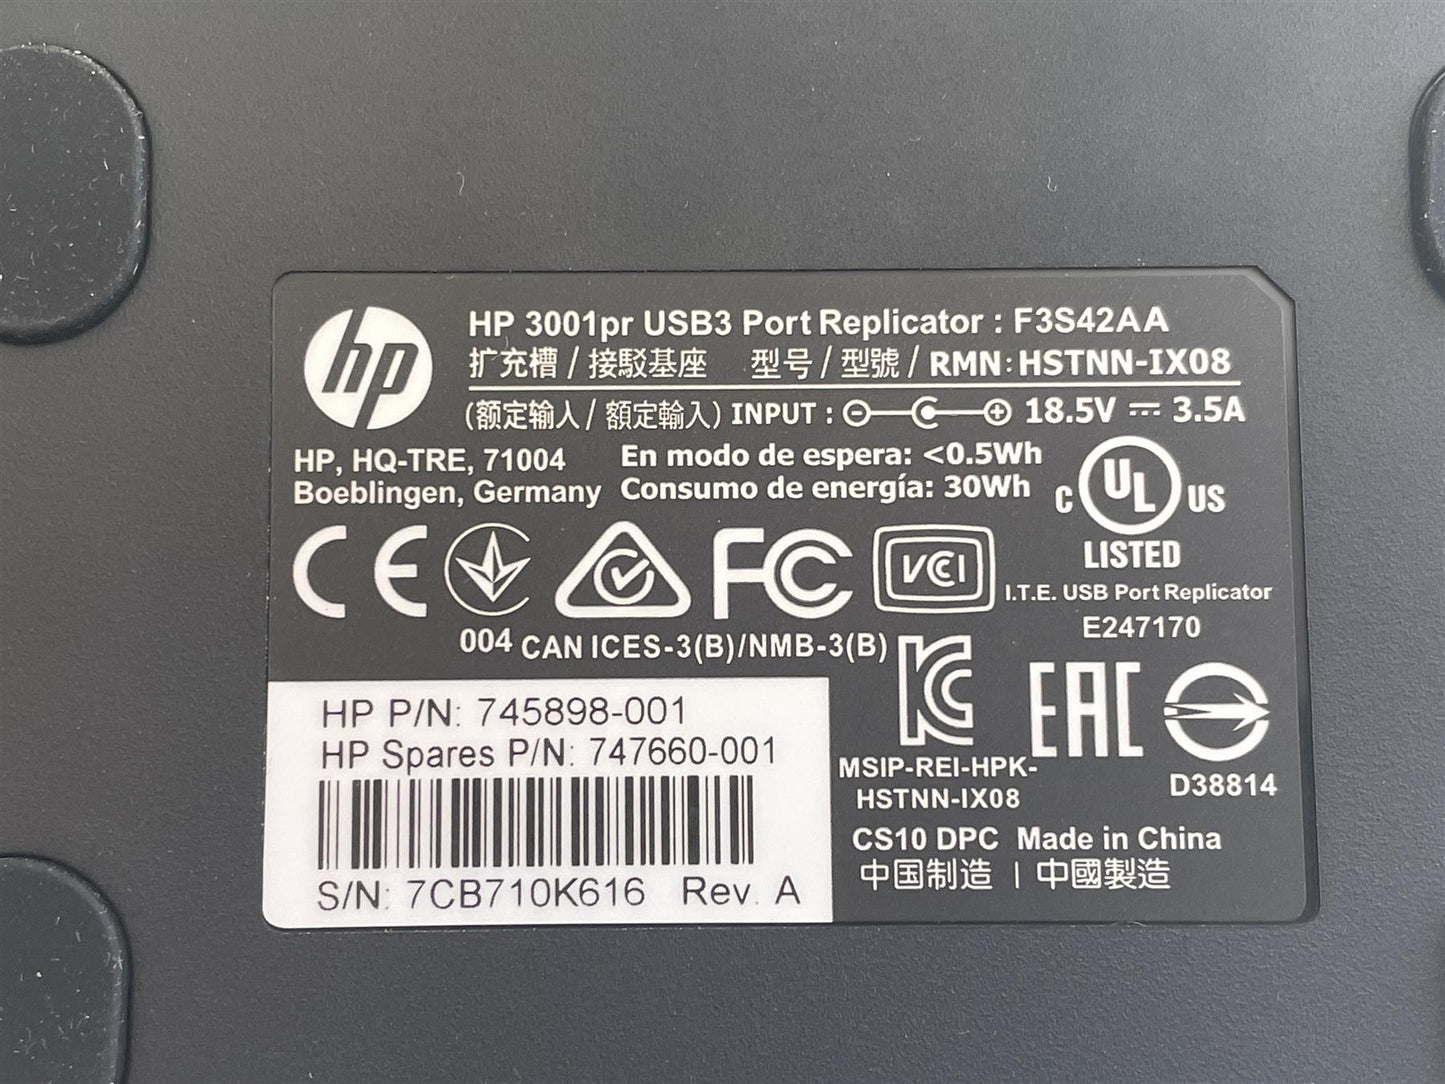 hp
HP 3001pr USB3 Port Replicator : F3S42AA
扩充槽 / 接駁基座 型号 / 型號 / RMN: HSTNN-IX08
(额定输入 / 額定輸入) INPUT : 18.5V ⎓ 3.5A
HP, HQ-TRE, 71004
Boeblingen, Germany
En modo de espera: <0.5Wh
Consumo de energía: 30Wh
C UL US
LISTED
I.T.E. USB Port Replicator
E247170
CE
FC
VCCI
004 CAN ICES-3(B)/NMB-3(B)
HP P/N: 745898-001
HP Spares P/N: 747660-001
S/N: 7CB710K616 Rev. A
KC
EAC
MSIP-REI-HPK-
HSTNN-IX08
D38814
CS10 DPC Made in China
中国制造 | 中國製造